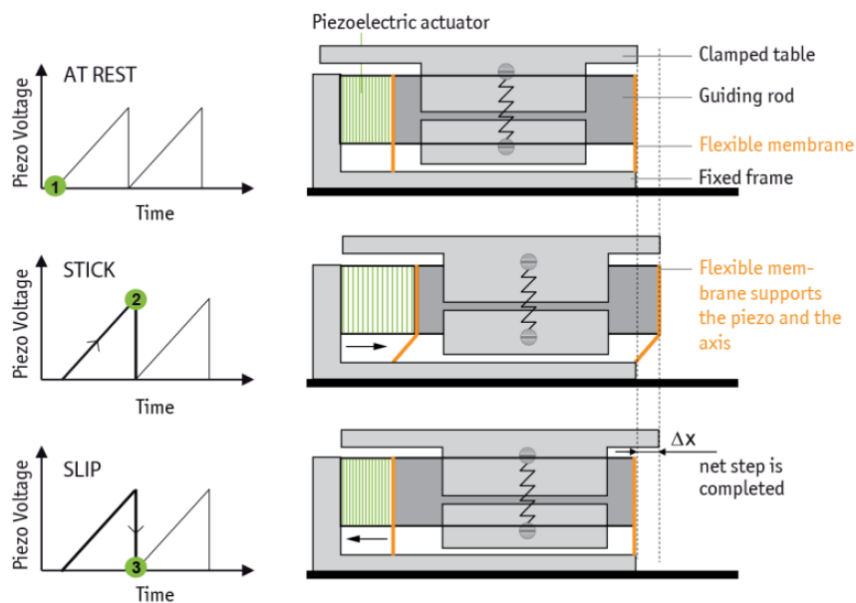 Piezoelectric actuator
AT REST
Piezo Voltage
1
Time
Clamped table
Guiding rod
Flexible membrane
Fixed frame
STICK
Piezo Voltage
2
Time
Flexible mem-
brane supports
the piezo and the
axis
SLIP
Piezo Voltage
3
Time
Δx
net step is
completed